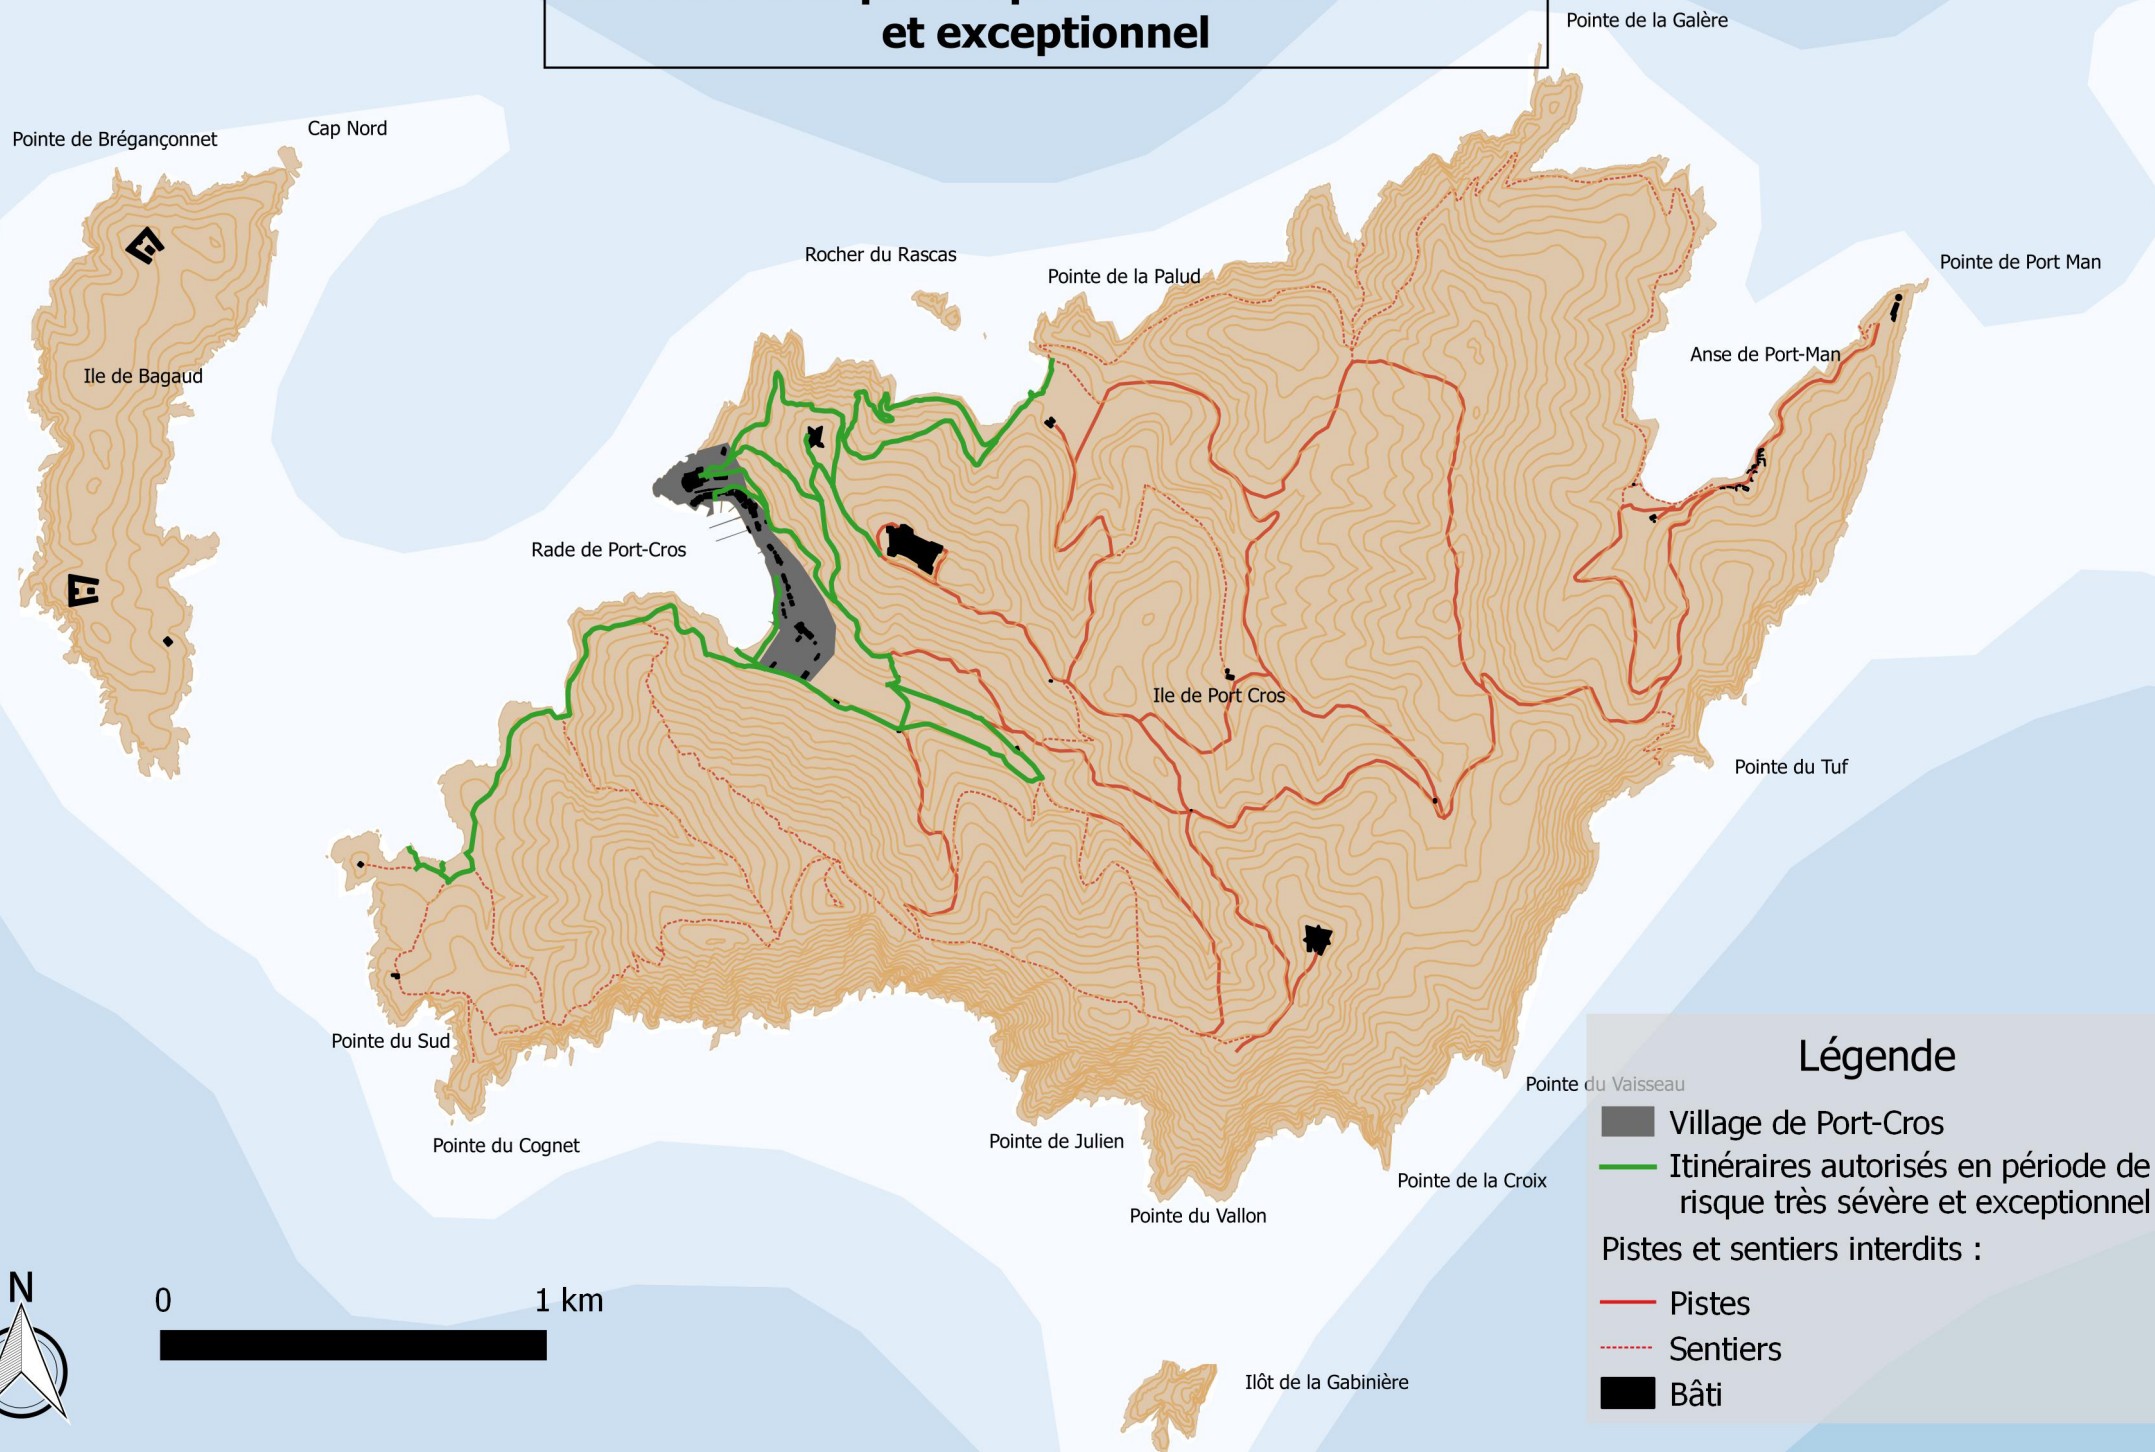 et exceptionnel
Pointe de la Galère
Cap Nord
Pointe de Brégançonnet
Rocher du Rascas
Pointe de la Palud
Pointe de Port Man
Anse de Port-Man
Ile de Bagaud
Rade de Port-Cros
Ile de Port Cros
Pointe du Tuf
Pointe du Sud
Pointe du Vaisseau
Pointe du Cognet
Pointe de Julien
Pointe de la Croix
Pointe du Vallon
Ilôt de la Gabinière
N
0 1 km
Légende
Village de Port-Cros
Itinéraires autorisés en période de
risque très sévère et exceptionnel
Pistes et sentiers interdits :
Pistes
Sentiers
Bâti